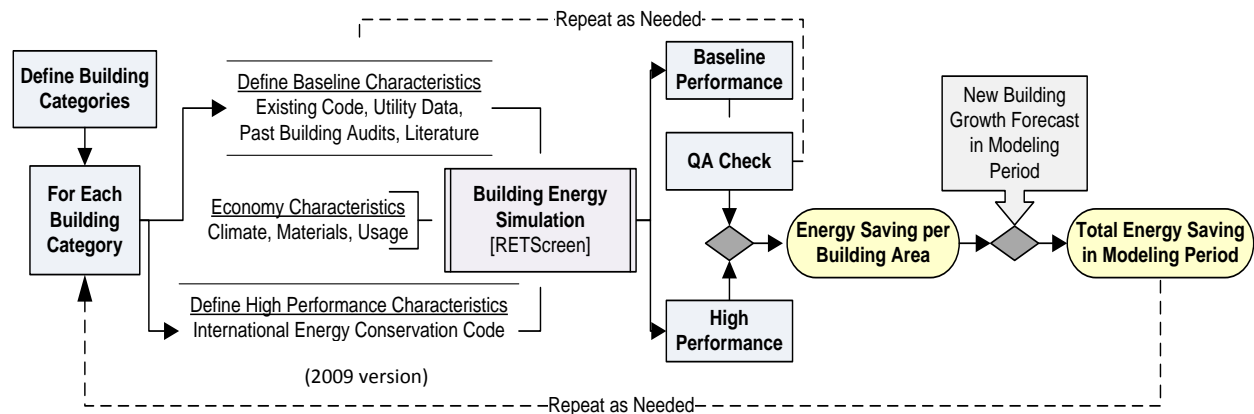 Repeat as Needed
Define Building
Categories
For Each
Building
Category
Define Baseline Characteristics
Existing Code, Utility Data,
Past Building Audits, Literature
Economy Characteristics
Climate, Materials, Usage
Define High Performance Characteristics
International Energy Conservation Code
(2009 version)
Building Energy
Simulation
[RETScreen]
Baseline
Performance
QA Check
High
Performance
Energy Saving per
Building Area
New Building
Growth Forecast
in Modeling
Period
Total Energy Saving
in Modeling Period
Repeat as Needed